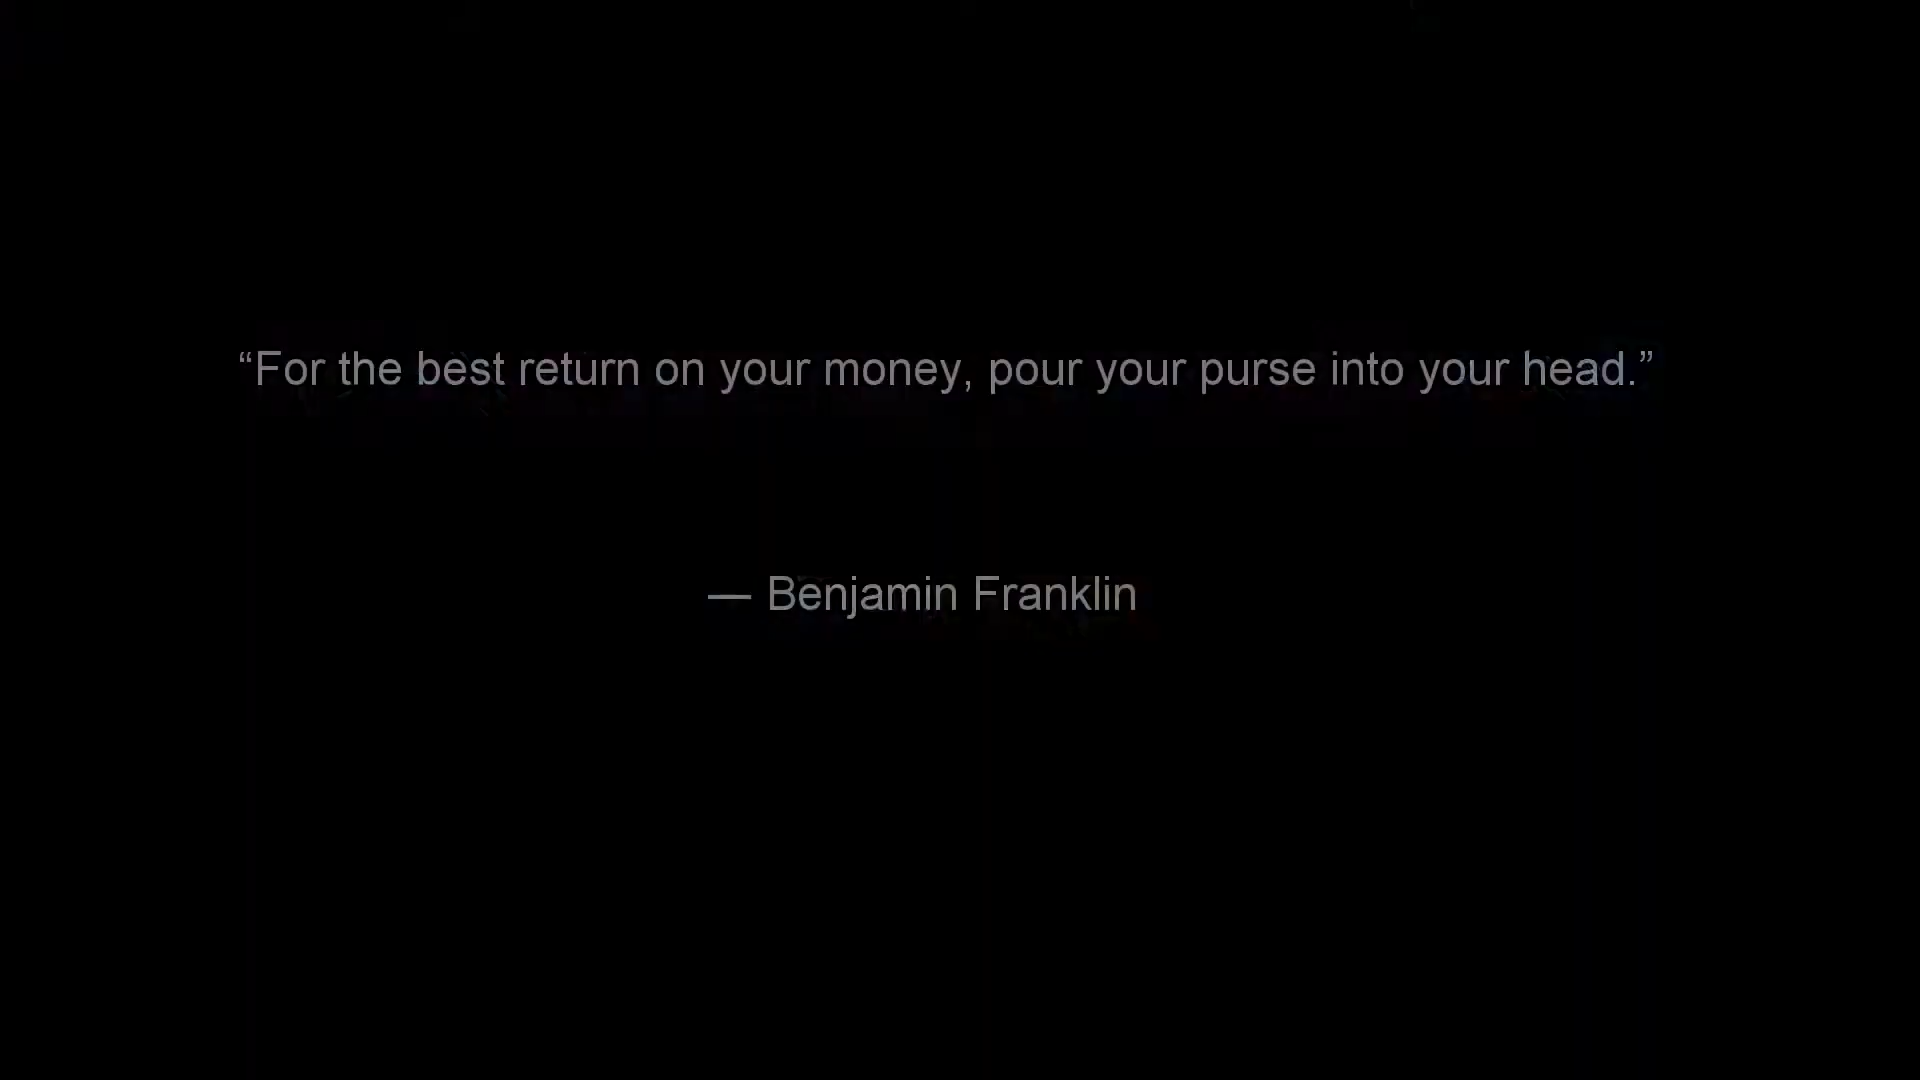 “For the best return on your money, pour your purse into your head.”
— Benjamin Franklin